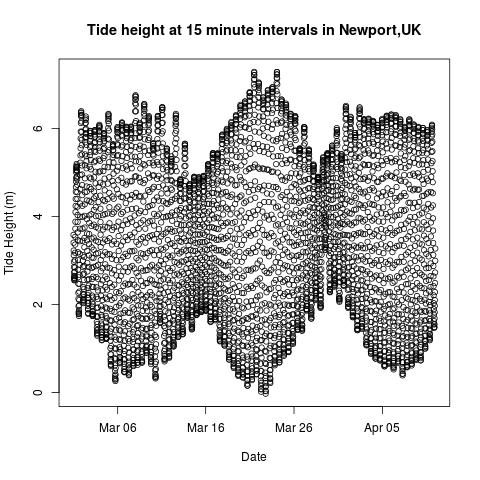 Tide height at 15 minute intervals in Newport,UK
Tide Height (m)
6
4
2
0
Mar 06 Mar 16 Mar 26 Apr 05
Date